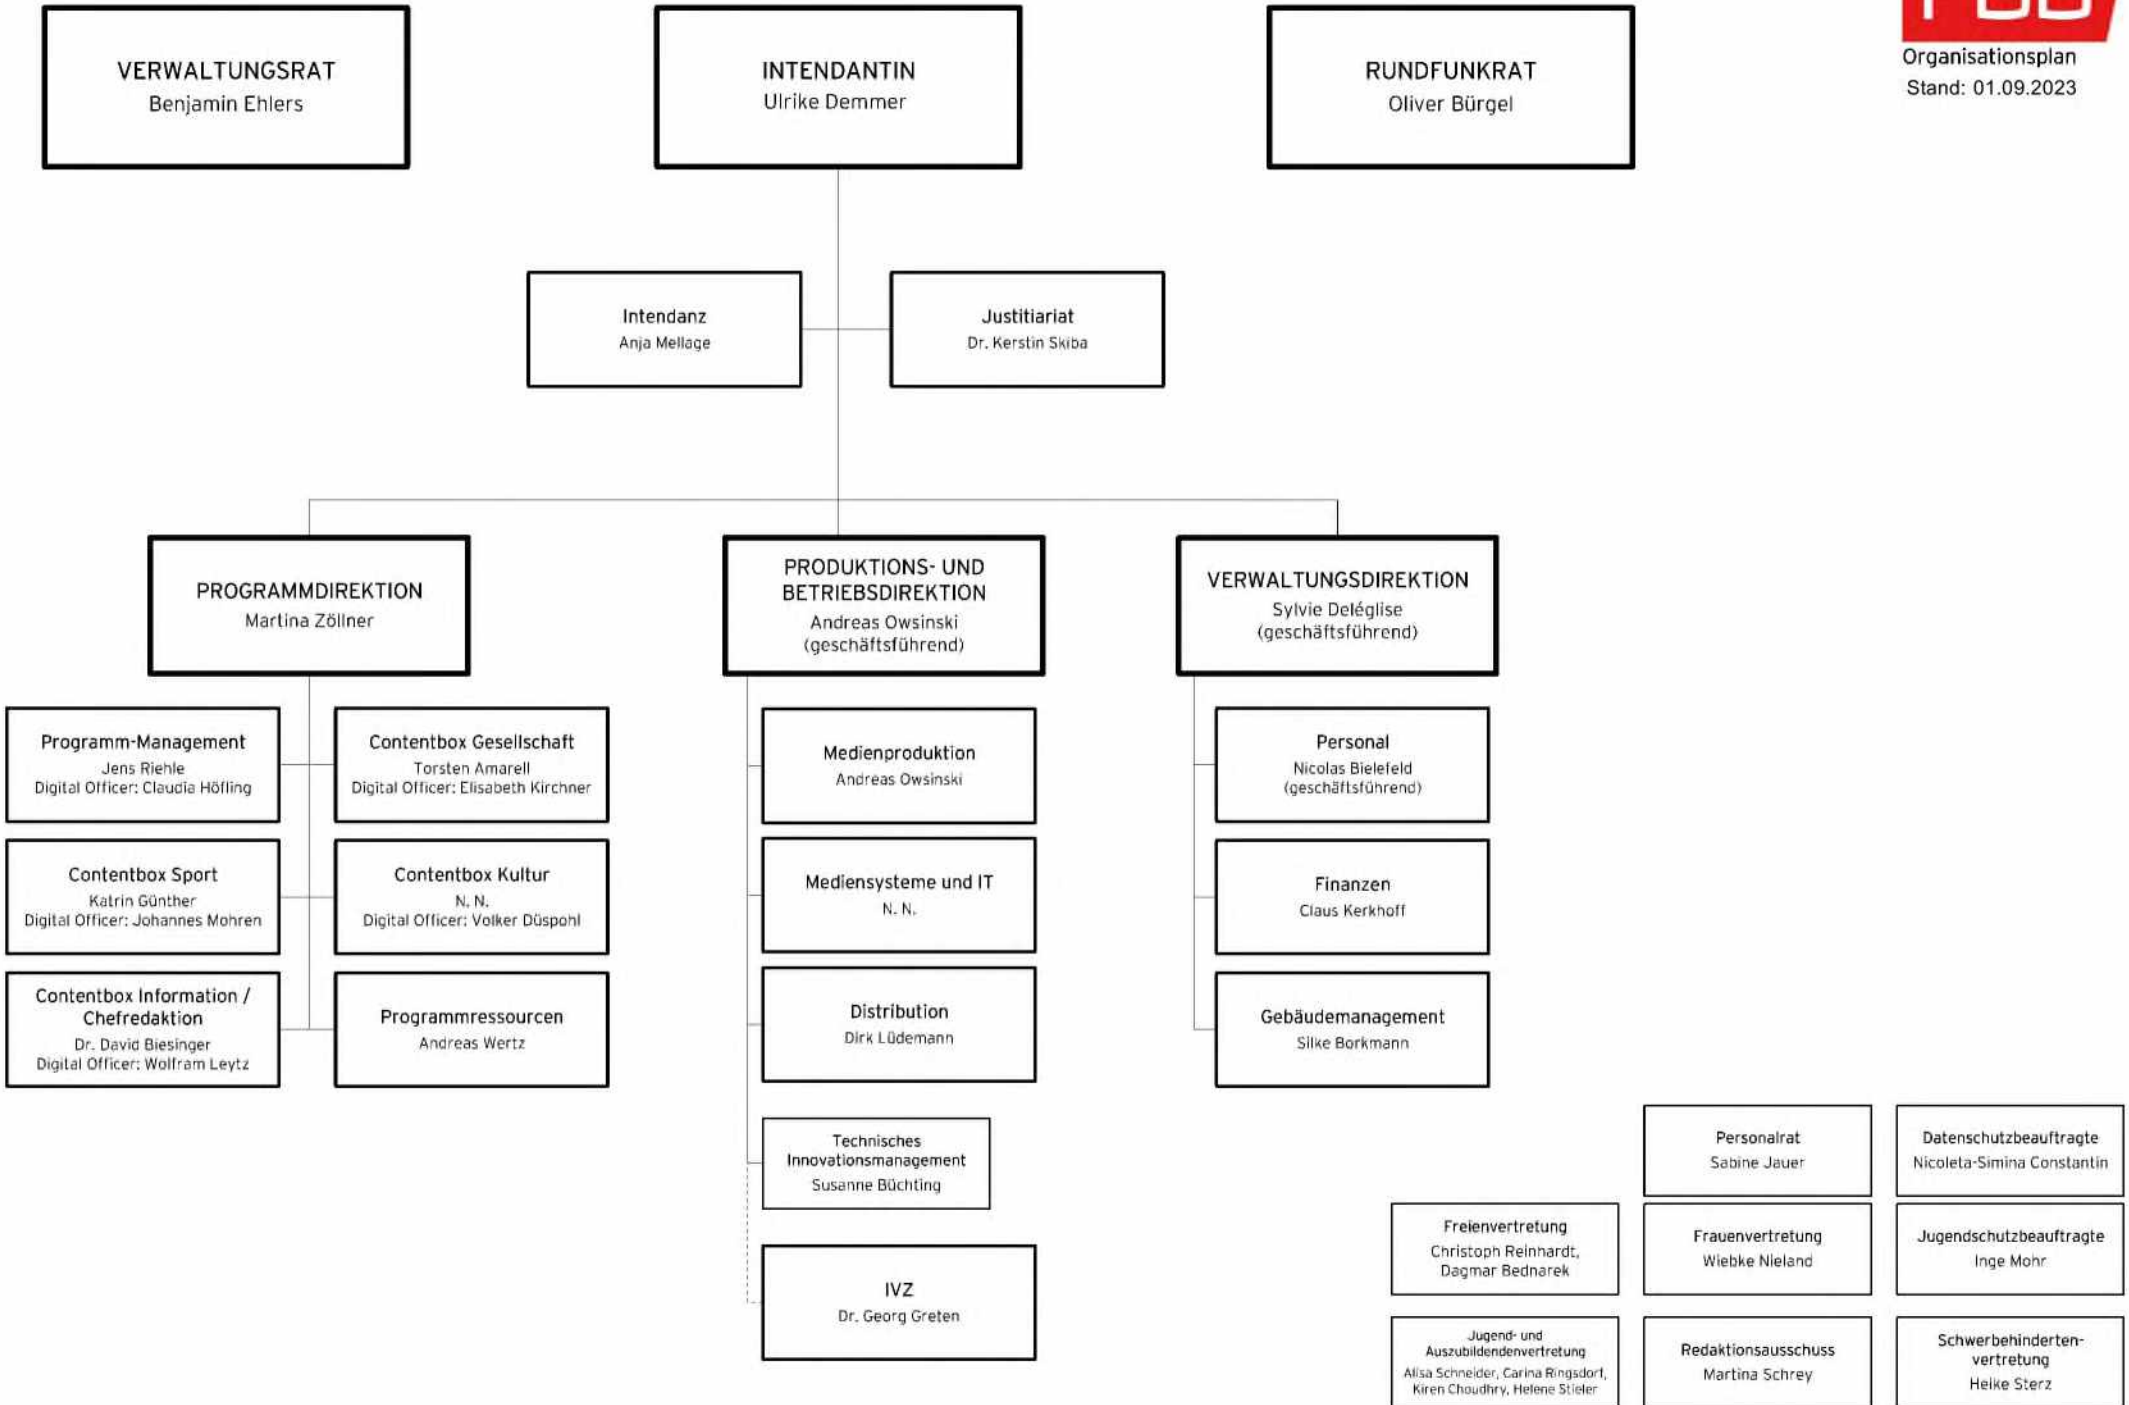 VERWALTUNGSRAT
Benjamin Ehlers
INTENDANTIN
Ulrike Demmer
RUNDFUNKRAT
Oliver Bürgel
Organisationsplan
Stand: 01.09.2023
Intendanz
Anja Mellage
Justitiariat
Dr. Kerstin Skiba
PROGRAMMDIREKTION
Martina Zöllner
PRODUKTIONS- UND
BETRIEBSDIREKTION
Andreas Owsinski
(geschäftsführend)
VERWALTUNGSDIREKTION
Sylvie Deléglise
(geschäftsführend)
Programm-Management
Jens Riehle
Digital Officer: Claudia Höfling
Contentbox Gesellschaft
Torsten Amarell
Digital Officer: Elisabeth Kirchner
Contentbox Sport
Katrin Günther
Digital Officer: Johannes Mohren
Contentbox Kultur
N. N.
Digital Officer: Volker Düspohl
Contentbox Information /
Chefredaktion
Dr. David Biesinger
Digital Officer: Wolfram Leytz
Programmressourcen
Andreas Wertz
Medienproduktion
Andreas Owsinski
Mediensysteme und IT
N. N.
Distribution
Dirk Lüdemann
Technisches
Innovationsmanagement
Susanne Büchting
IVZ
Dr. Georg Greten
Personal
Nicolas Bielefeld
(geschäftsführend)
Finanzen
Claus Kerkhoff
Gebäudemanagement
Silke Borkmann
Personalrat
Sabine Jauer
Datenschutzbeauftragte
Nicoleta-Simina Constantin
Freienvertretung
Christoph Reinhardt,
Dagmar Bednarek
Frauenvertretung
Wiebke Nieland
Jugendschutzbeauftragte
Inge Mohr
Jugend- und
Auszubildendenvertretung
Alisa Schneider, Carina Ringsdorf,
Kiren Choudhry, Helene Stieler
Redaktionsausschuss
Martina Schrey
Schwerbehinderten-
vertretung
Heike Sterz